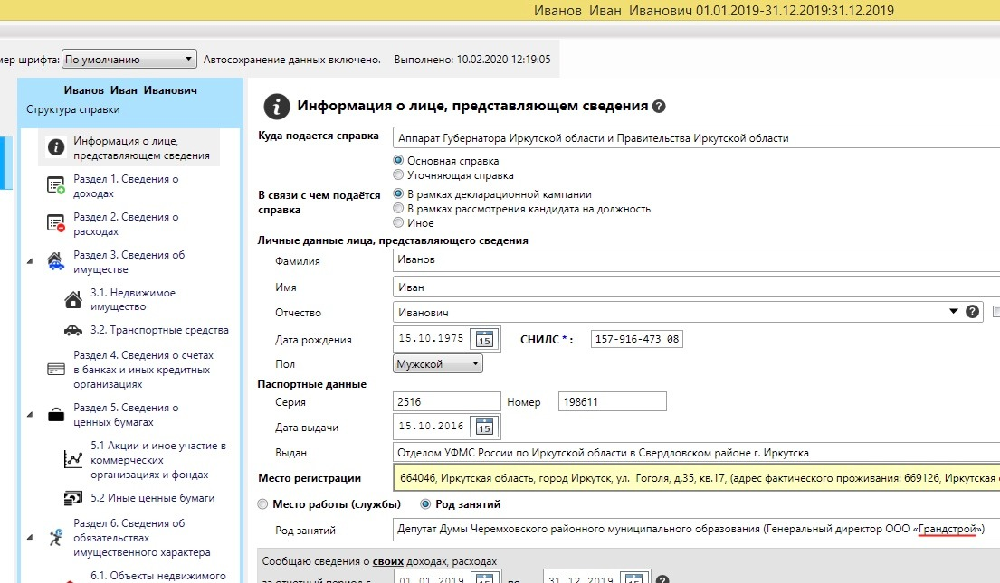 Иванов Иван Иванович 01.01.2019-31.12.2019:31.12.2019
мер шрифта: По умолчанию Автосохранение данных включено. Выполнено: 10.02.2020 12:19:05
Иванов Иван Иванович
Структура справки
Информация о лице,
представляющем сведения
Раздел 1. Сведения о
доходах
Раздел 2. Сведения о
расходах
Раздел 3. Сведения об
имуществе
3.1. Недвижимое
имущество
3.2. Транспортные средства
Раздел 4. Сведения о счетах
в банках и иных кредитных
организациях
Раздел 5. Сведения о
ценных бумагах
5.1 Акции и иное участие в
коммерческих
организациях и фондах
5.2 Иные ценные бумаги
Раздел 6. Сведения об
обязательствах
имущественного характера
6.1. Объекты недвижимого
Информация о лице, представляющем сведения
Куда подается справка Аппарат Губернатора Иркутской области и Правительства Иркутской области
Основная справка
Уточняющая справка
В связи с чем подаётся
справка
В рамках декларационной кампании
В рамках рассмотрения кандидата на должность
Иное
Личные данные лица, представляющего сведения
Фамилия Иванов
Имя Иван
Отчество Иванович
Дата рождения 15.10.1975 15 СНИЛС * : 157-916-473 08
Пол Мужской
Паспортные данные
Серия 2516 Номер 198611
Дата выдачи 15.10.2016 15
Выдан Отделом УФМС России по Иркутской области в Свердловском районе г. Иркутска
Место регистрации 664046, Иркутская область, город Иркутск, ул. Гоголя, д.35, кв.17, (адрес фактического проживания: 669126, Иркутская
Место работы (службы) Род занятий
Род занятий Депутат Думы Черемховского районного муниципального образования (Генеральный директор ООО «Грандстрой»)
Сообщаю сведения о своих доходах, расходах
за отчетный период с 01.01.2019 15 по 31.12.2019 15